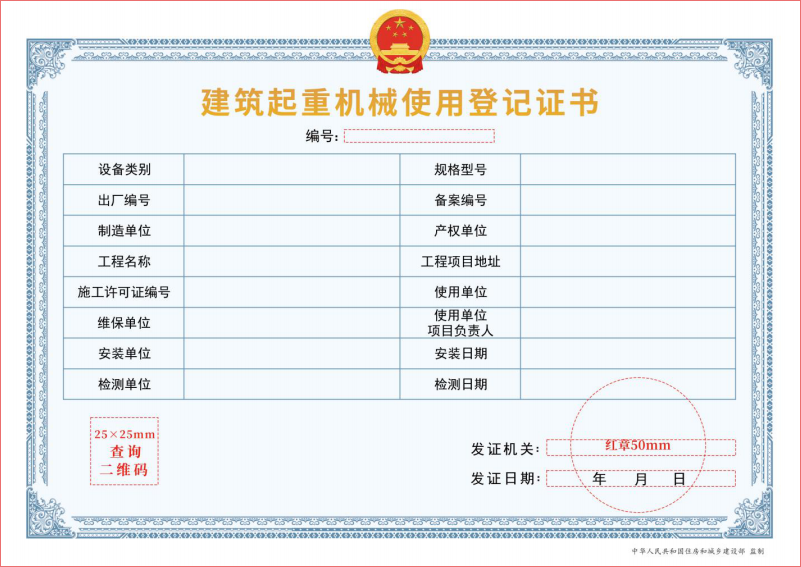 建筑起重机械使用登记证书
编号:
设备类别 规格型号
出厂编号 备案编号
制造单位 产权单位
工程名称 工程项目地址
施工许可证编号 使用单位
维保单位 使用单位
项目负责人
安装单位 安装日期
检测单位 检测日期
25×25mm
查询
二维码
发证机关: 红章50mm
发证日期: 年 月 日
中华人民共和国住房和城乡建设部 监制